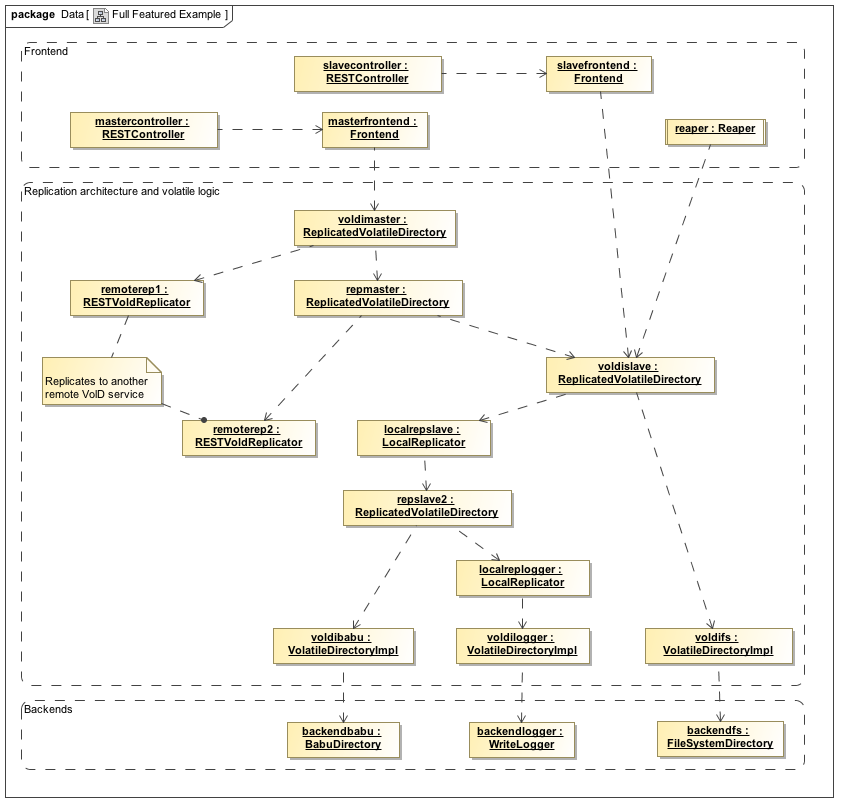 package Data[ Full Featured Example ]
Frontend
slavecontroller :
RESTController
slavefrontend :
Frontend
mastercontroller :
RESTController
masterfrontend :
Frontend
reaper : Reaper
Replication architecture and volatile logic
voldimaster :
ReplicatedVolatileDirectory
remoterep1 :
RESTVoldReplicator
repmaster :
ReplicatedVolatileDirectory
Replicates to another
remote VolD service
voldislave :
ReplicatedVolatileDirectory
remoterep2 :
RESTVoldReplicator
localrepslave :
LocalReplicator
repslave2 :
ReplicatedVolatileDirectory
localreplogger :
LocalReplicator
voldibabu :
VolatileDirectoryImpl
voldilogger :
VolatileDirectoryImpl
voldifs :
VolatileDirectoryImpl
Backends
backendbabu :
BabuDirectory
backendlogger :
WriteLogger
backendfs :
FileSystemDirectory